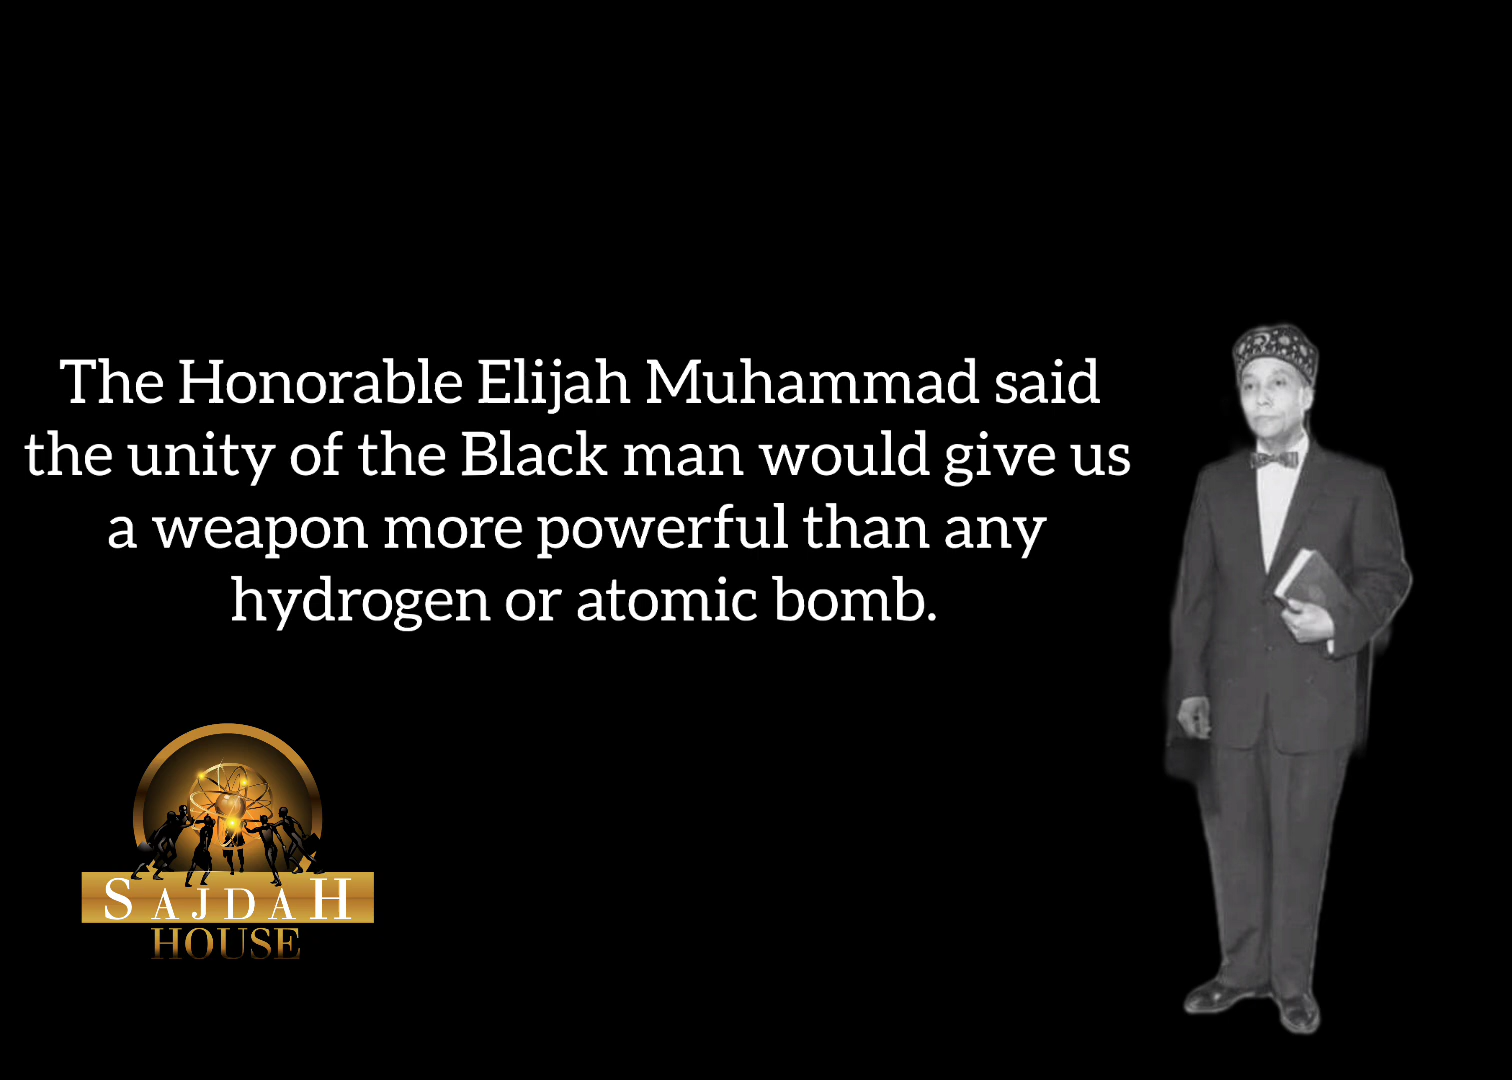 The Honorable Elijah Muhammad said
the unity of the Black man would give us
a weapon more powerful than any
hydrogen or atomic bomb.
SAJDAH
HOUSE